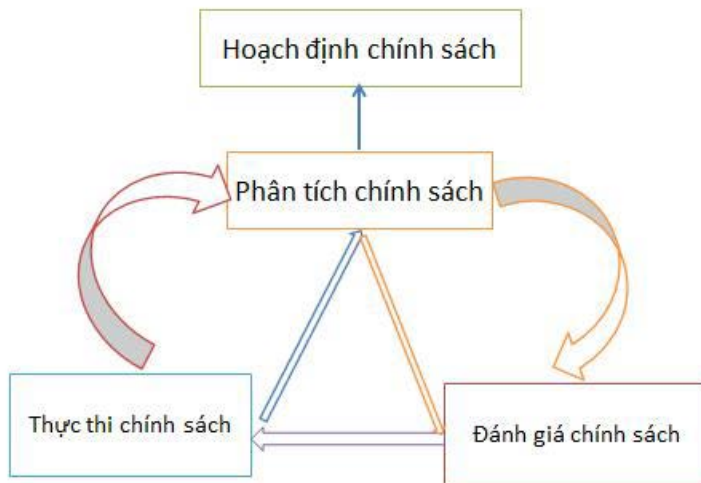 Hoạch định chính sách
Phân tích chính sách
Thực thi chính sách
Đánh giá chính sách